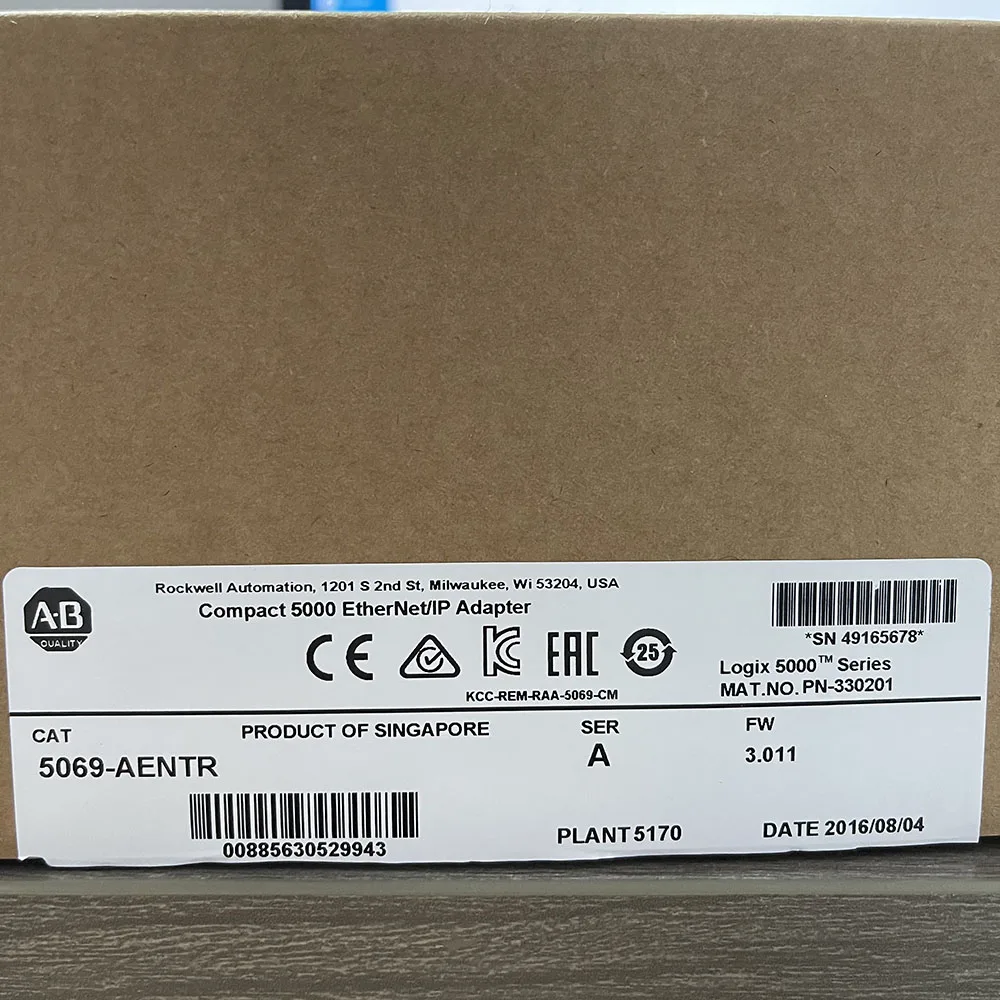 A-B
QUALITY
Rockwell Automation, 1201 S 2nd St, Milwaukee, Wi 53204, USA
Compact 5000 EtherNet/IP Adapter
CE
EAC
25
KCC-REM-RAA-5069-CM
*SN 49165678*
Logix 5000™ Series
MAT.NO. PN-330201
CAT
5069-AENTR
PRODUCT OF SINGAPORE
SER
A
FW
3.011
00885630529943
PLANT 5170
DATE 2016/08/04